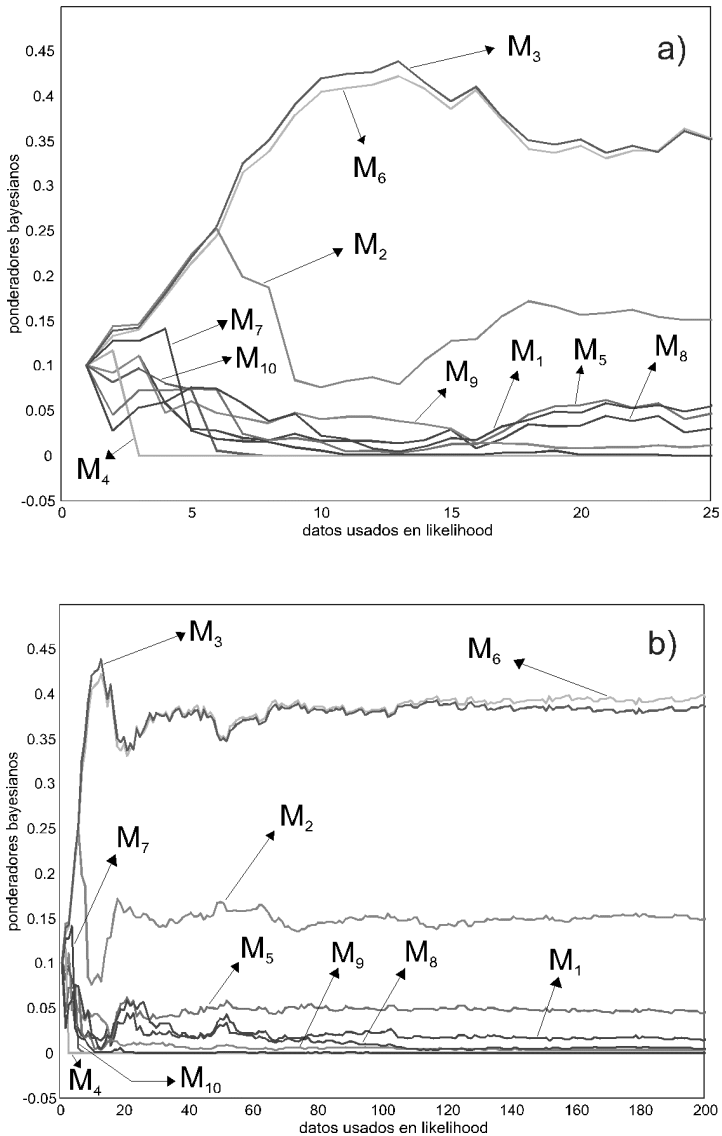 a)
0.45
0.4
0.35
0.3
0.25
0.2
0.15
0.1
0.05
0
-0.05
ponderadores bayesianos
M3
M6
M2
M7
M10
M9
M1
M5
M8
M4
0 5 10 15 20 25
datos usados en likelihood
b)
0.45
0.4
0.35
0.3
0.25
0.2
0.15
0.1
0.05
0
-0.05
ponderadores bayesianos
M3
M6
M7
M2
M5
M9
M8
M1
M4
M10
0 20 40 60 80 100 120 140 160 180 200
datos usados en likelihood